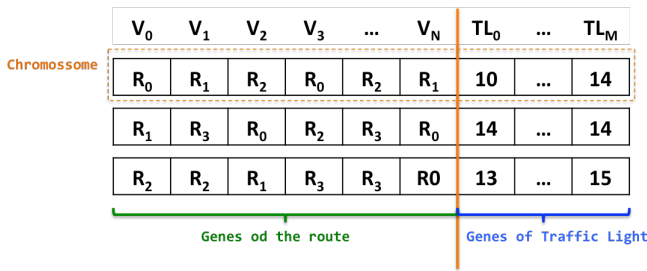 V0 V1 V2 V3 ... VN TL0 ... TLM
Chromossome
R0 R1 R2 R0 R2 R1 10 ... 14
R1 R3 R0 R2 R3 R0 14 ... 14
R2 R2 R1 R3 R3 R0 13 ... 15
Genes od the route Genes of Traffic Light